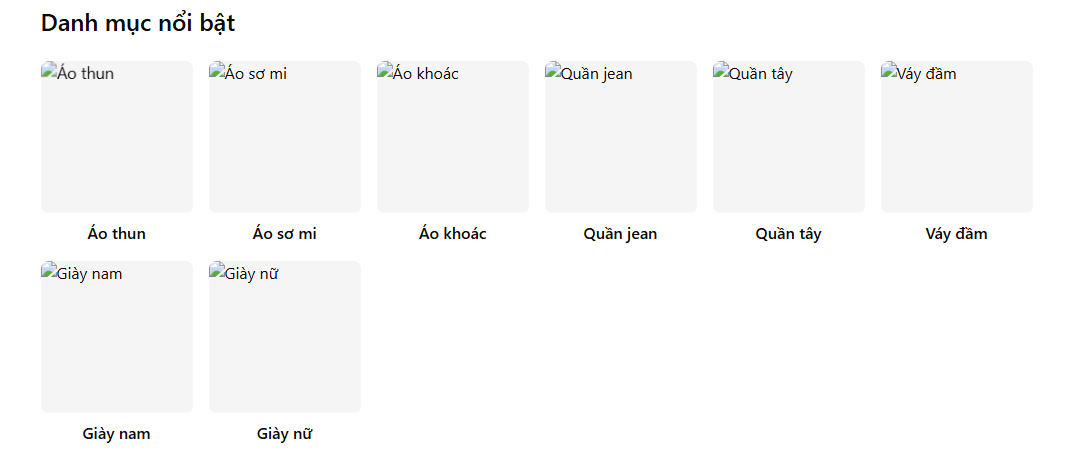 Danh mục nổi bật
Áo thun Áo sơ mi Áo khoác Quần jean Quần tây Váy đầm
Áo thun Áo sơ mi Áo khoác Quần jean Quần tây Váy đầm
Giày nam Giày nữ
Giày nam Giày nữ